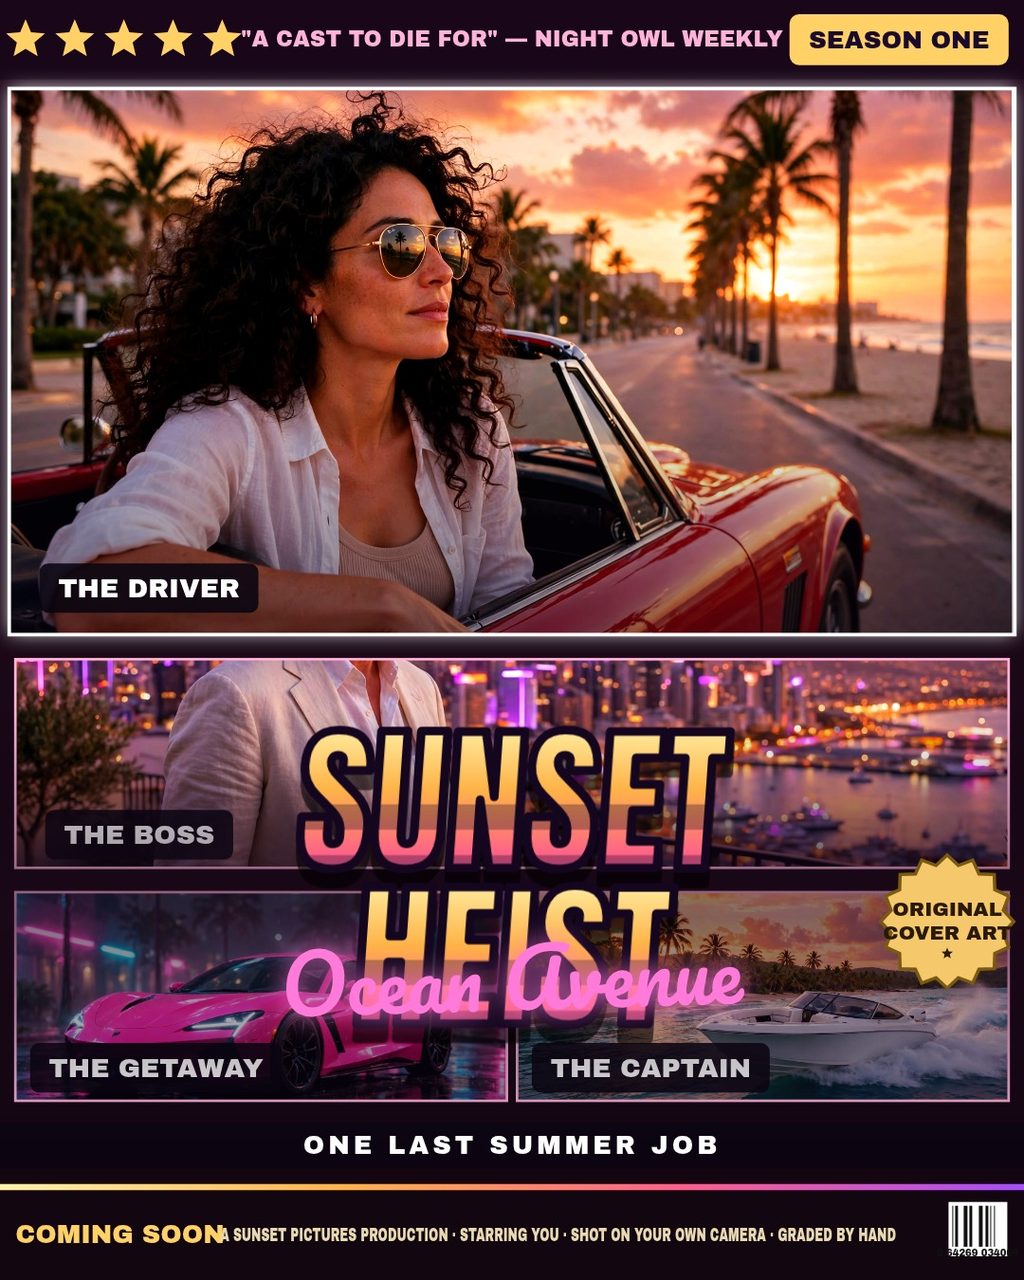 "A CAST TO DIE FOR" — NIGHT OWL WEEKLY
SEASON ONE
THE DRIVER
THE BOSS
SUNSET
HEIST
Ocean Avenue
ORIGINAL
COVER ART
THE GETAWAY
THE CAPTAIN
ONE LAST SUMMER JOB
COMING SOON
A SUNSET PICTURES PRODUCTION · STARRING YOU · SHOT ON YOUR OWN CAMERA · GRADED BY HAND